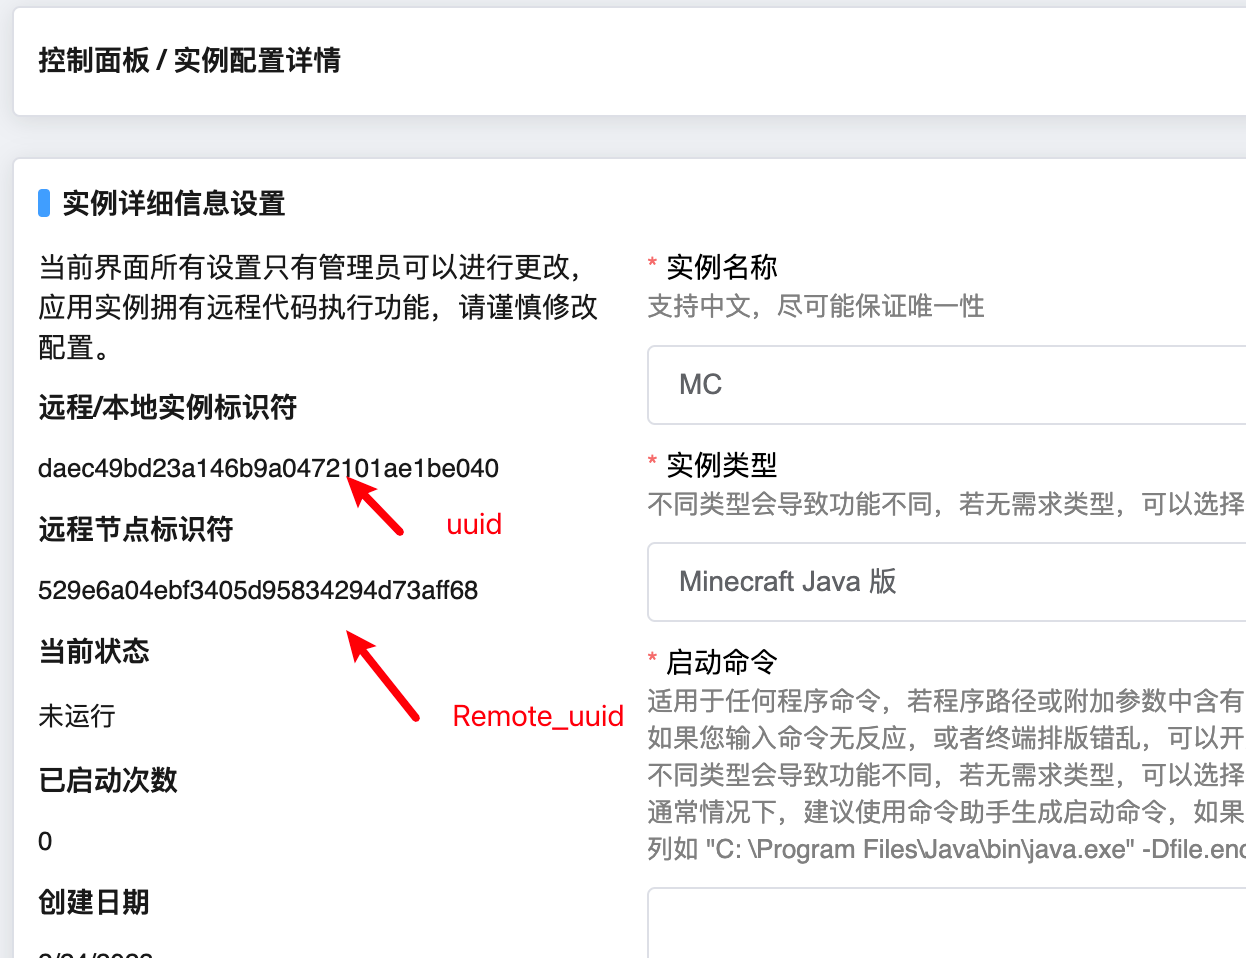 控制面板 / 实例配置详情
实例详细信息设置
当前界面所有设置只有管理员可以进行更改，
应用实例拥有远程代码执行功能，请谨慎修改
配置。
远程/本地实例标识符
daec49bd23a146b9a0472101ae1be040
uuid
远程节点标识符
529e6a04ebf3405d95834294d73aff68
Remote_uuid
当前状态
未运行
已启动次数
0
创建日期
* 实例名称
支持中文，尽可能保证唯一性
MC
* 实例类型
不同类型会导致功能不同，若无需求类型，可以选择
Minecraft Java 版
* 启动命令
适用于任何程序命令，若程序路径或附加参数中含有
如果您输入命令无反应，或者终端排版错乱，可以开
不同类型会导致功能不同，若无需求类型，可以选择
通常情况下，建议使用命令助手生成启动命令，如果
列如 "C: \Program Files\Java\bin\java.exe" -Dfile.enc